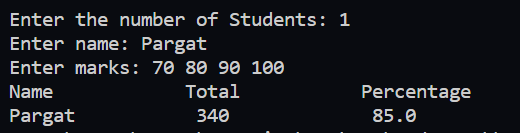 Enter the number of Students: 1
Enter name: Pargat
Enter marks: 70 80 90 100
Name Total Percentage
Pargat 340 85.0